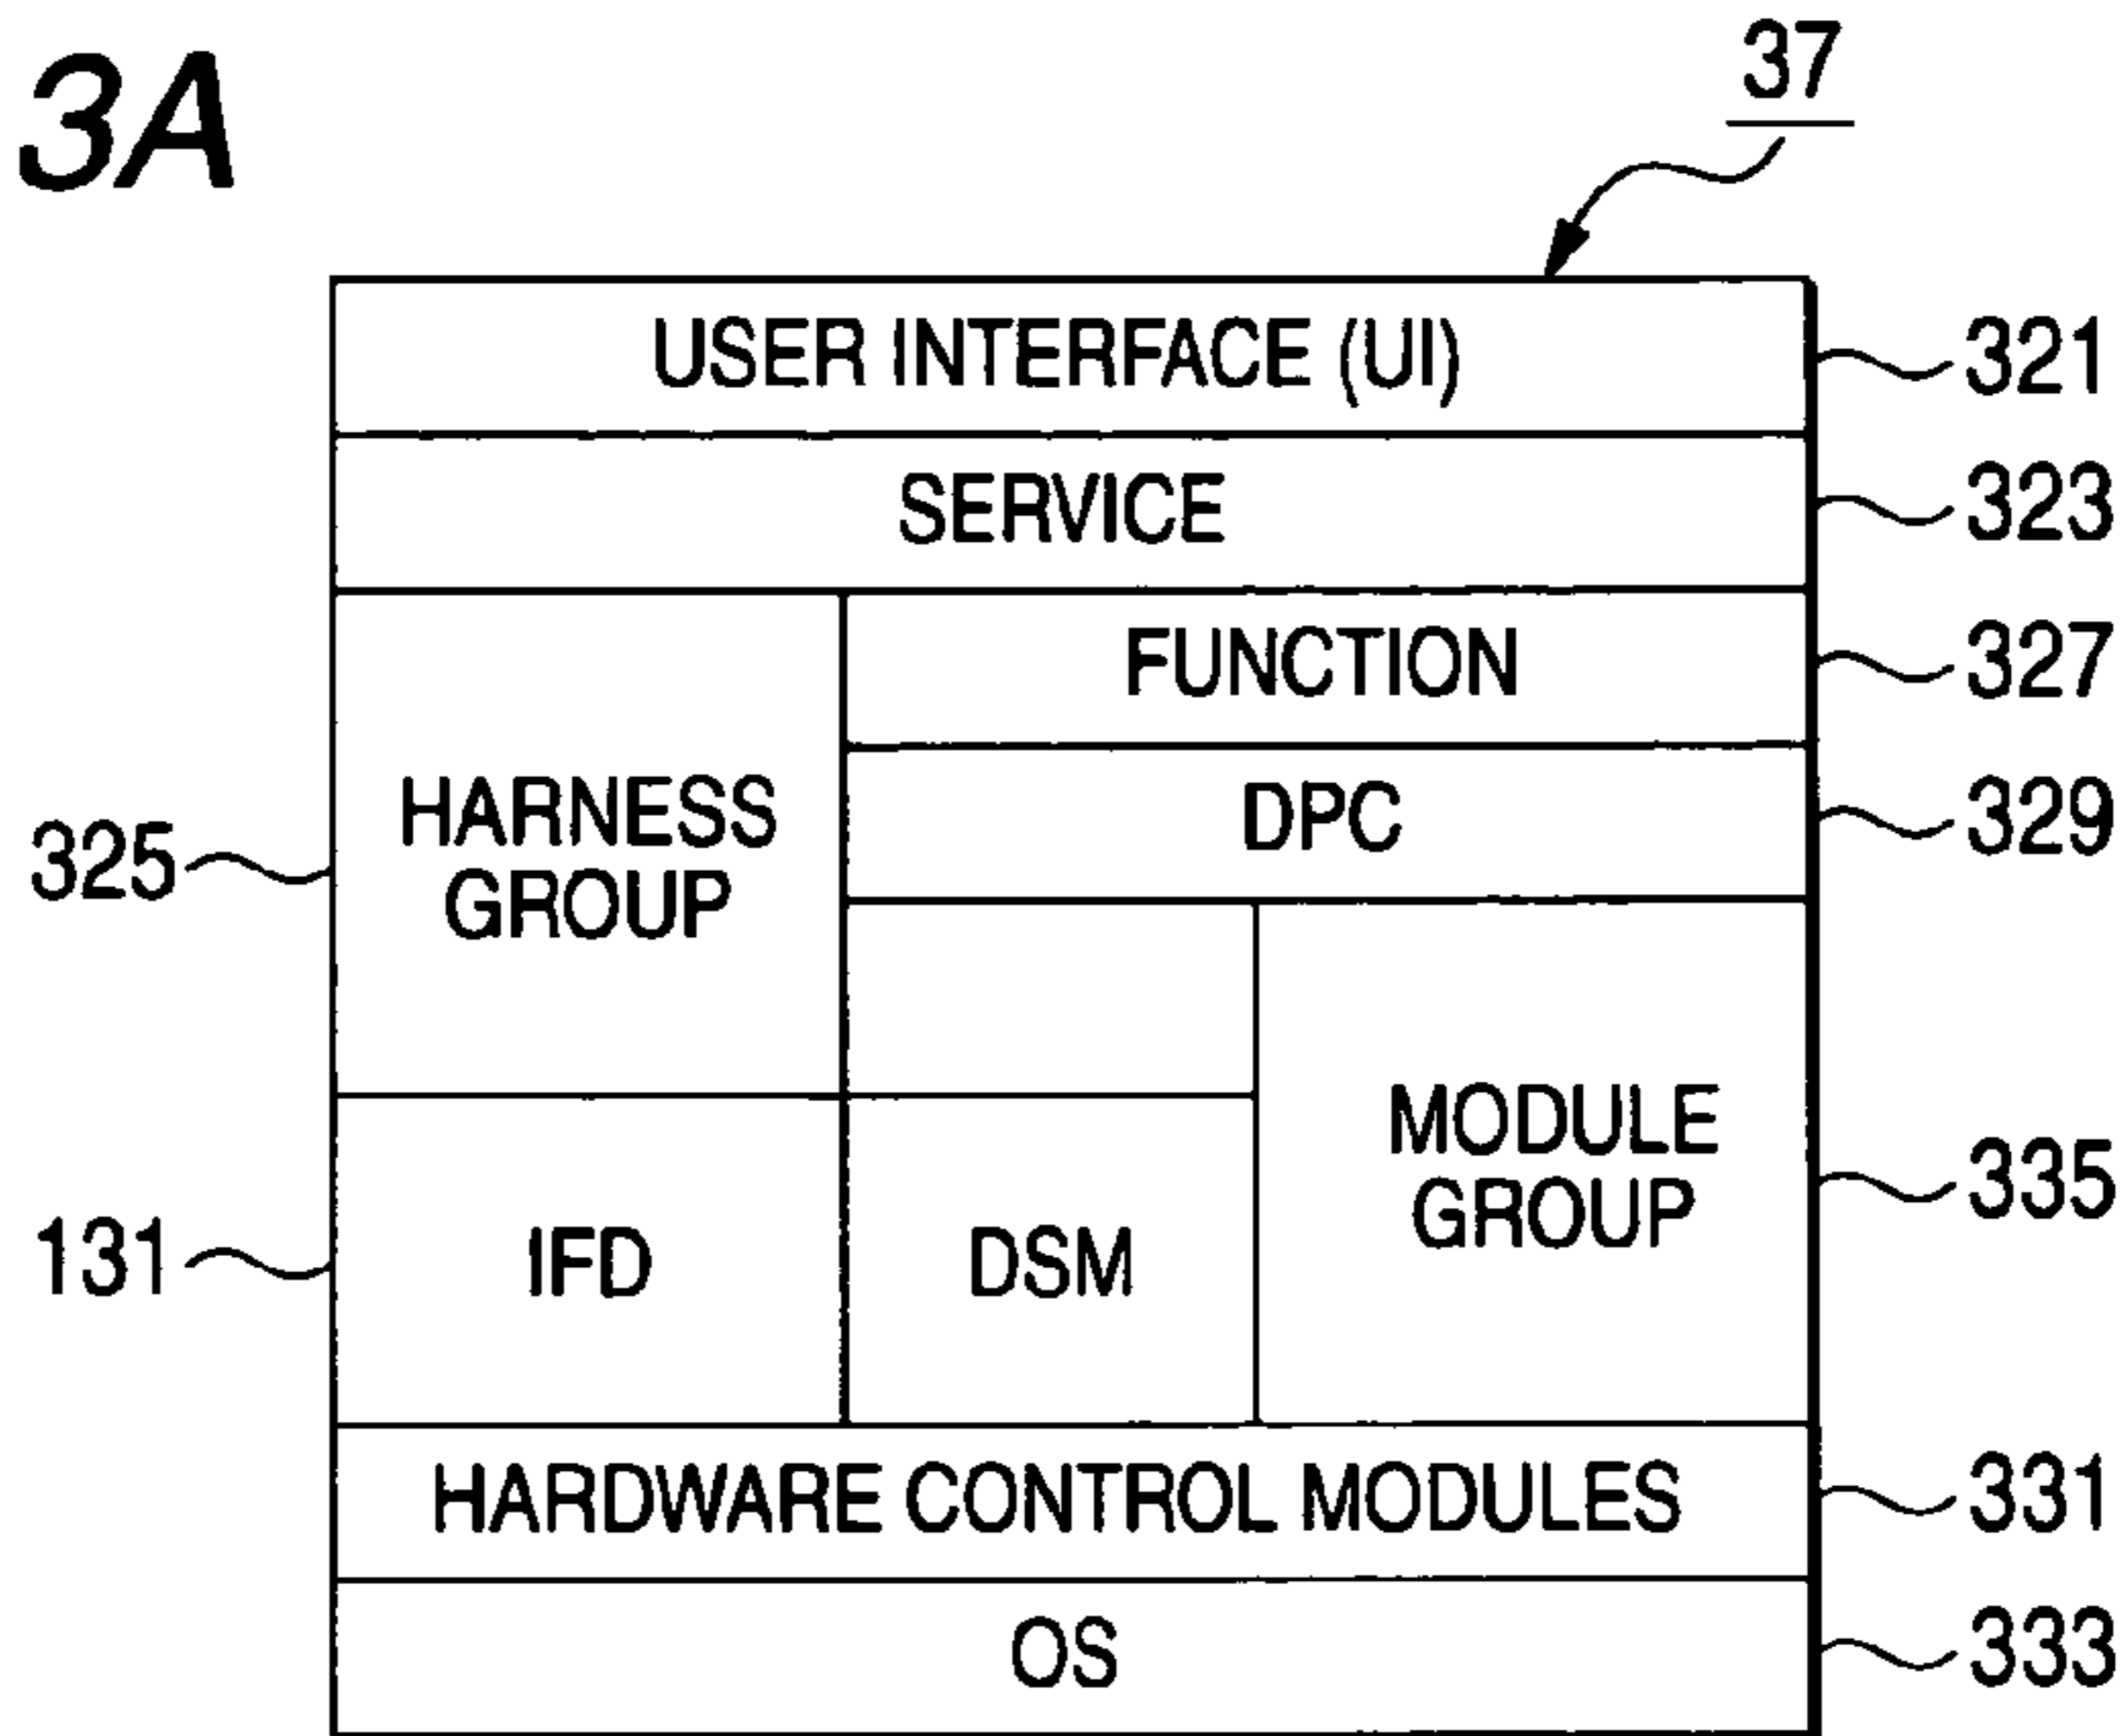 3A
37
USER INTERFACE (UI)
321
SERVICE
323
FUNCTION
327
HARNESS
GROUP
325
DPC
329
MODULE
GROUP
335
131
IFD
DSM
HARDWARE CONTROL MODULES
331
OS
333